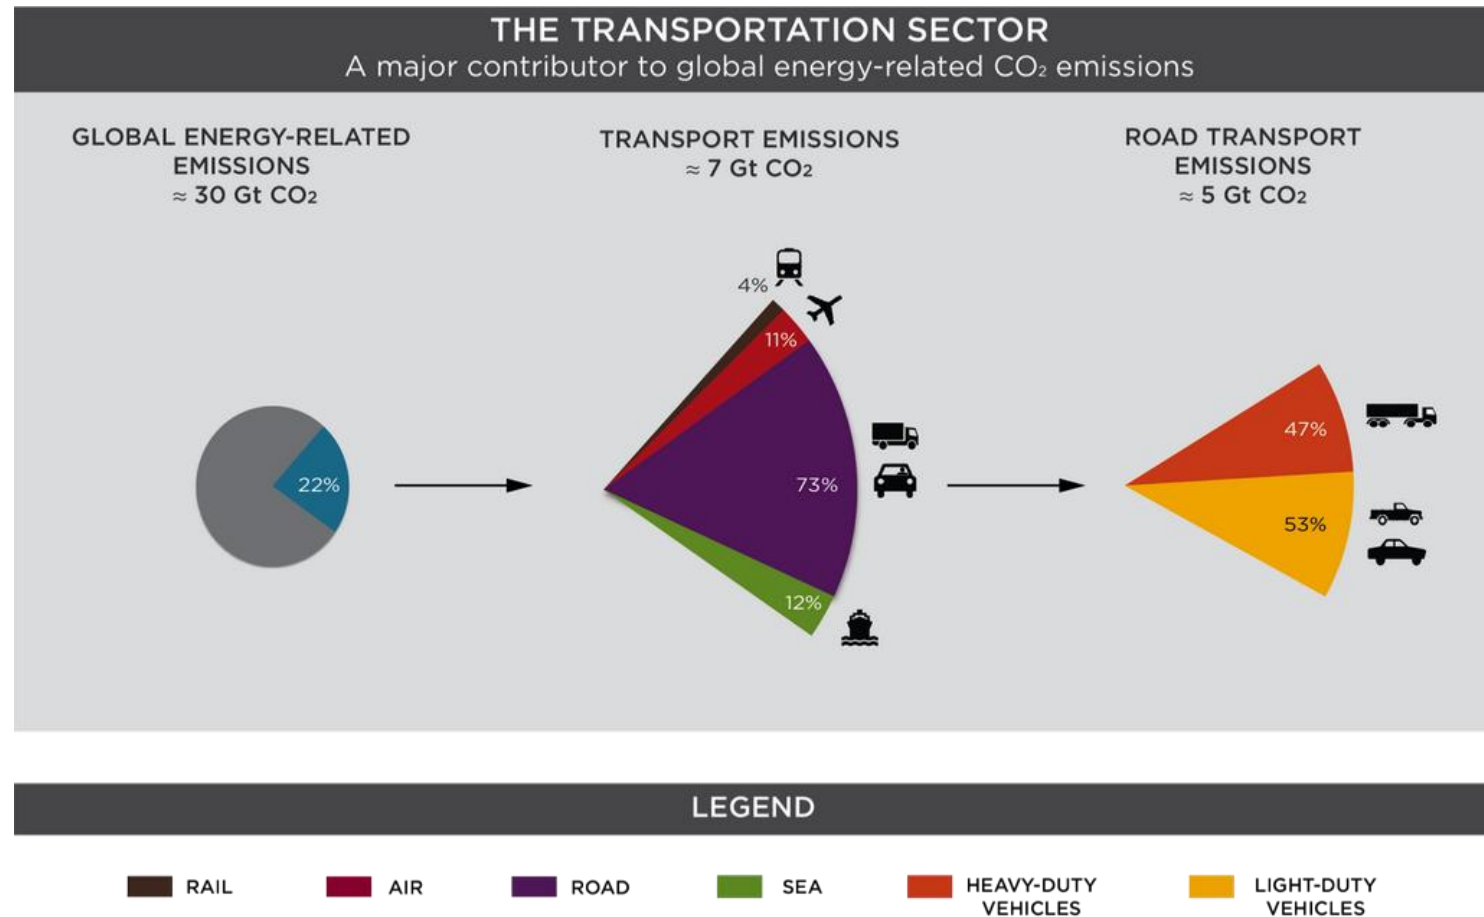 THE TRANSPORTATION SECTOR
A major contributor to global energy-related CO₂ emissions
GLOBAL ENERGY-RELATED
EMISSIONS
≈ 30 Gt CO₂
TRANSPORT EMISSIONS
≈ 7 Gt CO₂
ROAD TRANSPORT
EMISSIONS
≈ 5 Gt CO₂
22%
4%
11%
73%
12%
47%
53%
LEGEND
RAIL
AIR
ROAD
SEA
HEAVY-DUTY
VEHICLES
LIGHT-DUTY
VEHICLES